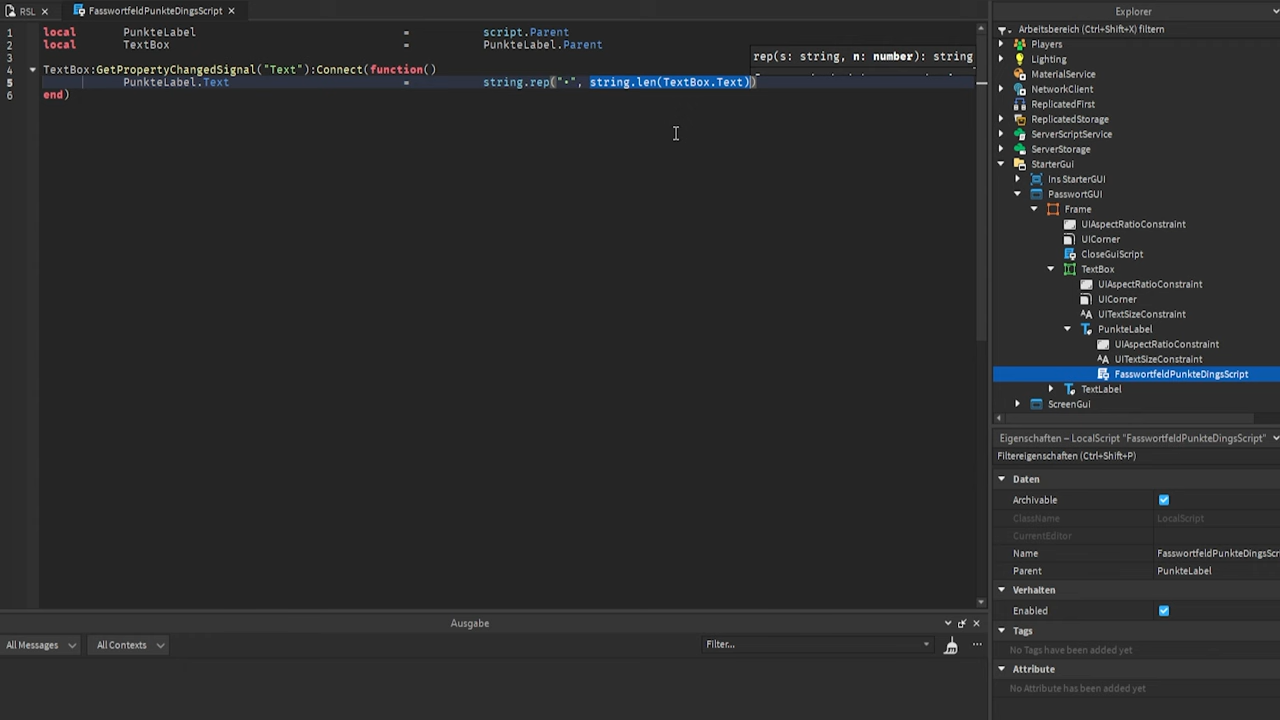 RSL
FasswortfeldPunkteDingsScript
Explorer
1 local PunkteLabel = script.Parent
2 local TextBox = PunkteLabel.Parent
3
4 TextBox:GetPropertyChangedSignal("Text"):Connect(function()
5 PunkteLabel.Text = string.rep("•", string.len(TextBox.Text))
6 end)
rep(s: string, n: number): string
Arbeitsbereich (Ctrl+Shift+X) filtern
Players
Lighting
MaterialService
NetworkClient
ReplicatedFirst
ReplicatedStorage
ServerScriptService
ServerStorage
StarterGui
Ins StarterGUI
PasswortGUI
Frame
UIAspectRatioConstraint
UICorner
CloseGuiScript
TextBox
UIAspectRatioConstraint
UICorner
UITextSizeConstraint
PunkteLabel
UIAspectRatioConstraint
UITextSizeConstraint
FasswortfeldPunkteDingsScript
TextLabel
ScreenGui
Eigenschaften – LocalScript "FasswortfeldPunkteDingsScript"
Filtereigenschaften (Ctrl+Shift+P)
Daten
Archivable
ClassName LocalScript
CurrentEditor
Name FasswortfeldPunkteDingsScr
Parent PunkteLabel
Verhalten
Enabled
Tags
No Tags have been added yet
Attribute
No Attribute has been added yet
Ausgabe
All Messages
All Contexts
Filter...